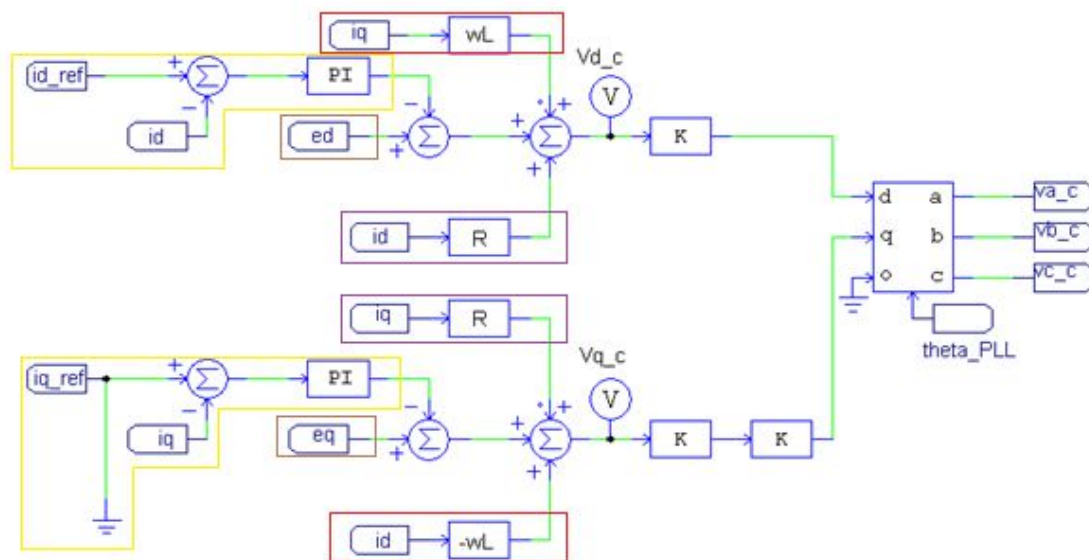 iq
wL
Vd_c
id_ref
+
Σ
PI
−
+
V
K
id
−
ed
+
Σ
+
Σ
+
d
a
va_c
q
b
vb_c
o
c
vc_c
id
R
iq
R
theta_PLL
Vq_c
iq_ref
+
Σ
PI
−
+
V
iq
−
eq
+
Σ
+
Σ
K
K
+
id
-wL